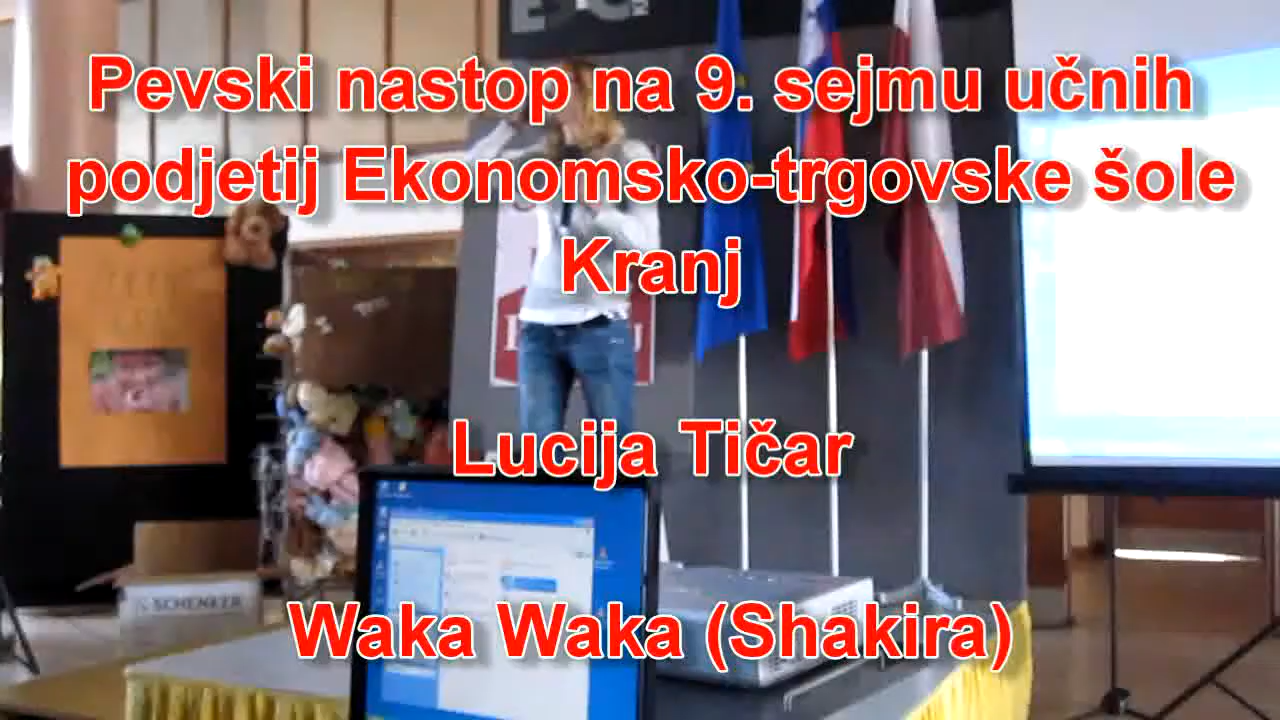 Pevski nastop na 9. sejmu učnih
podjetij Ekonomsko-trgovske šole
Kranj
Lucija Tičar
SCHENKER
Waka Waka (Shakira)